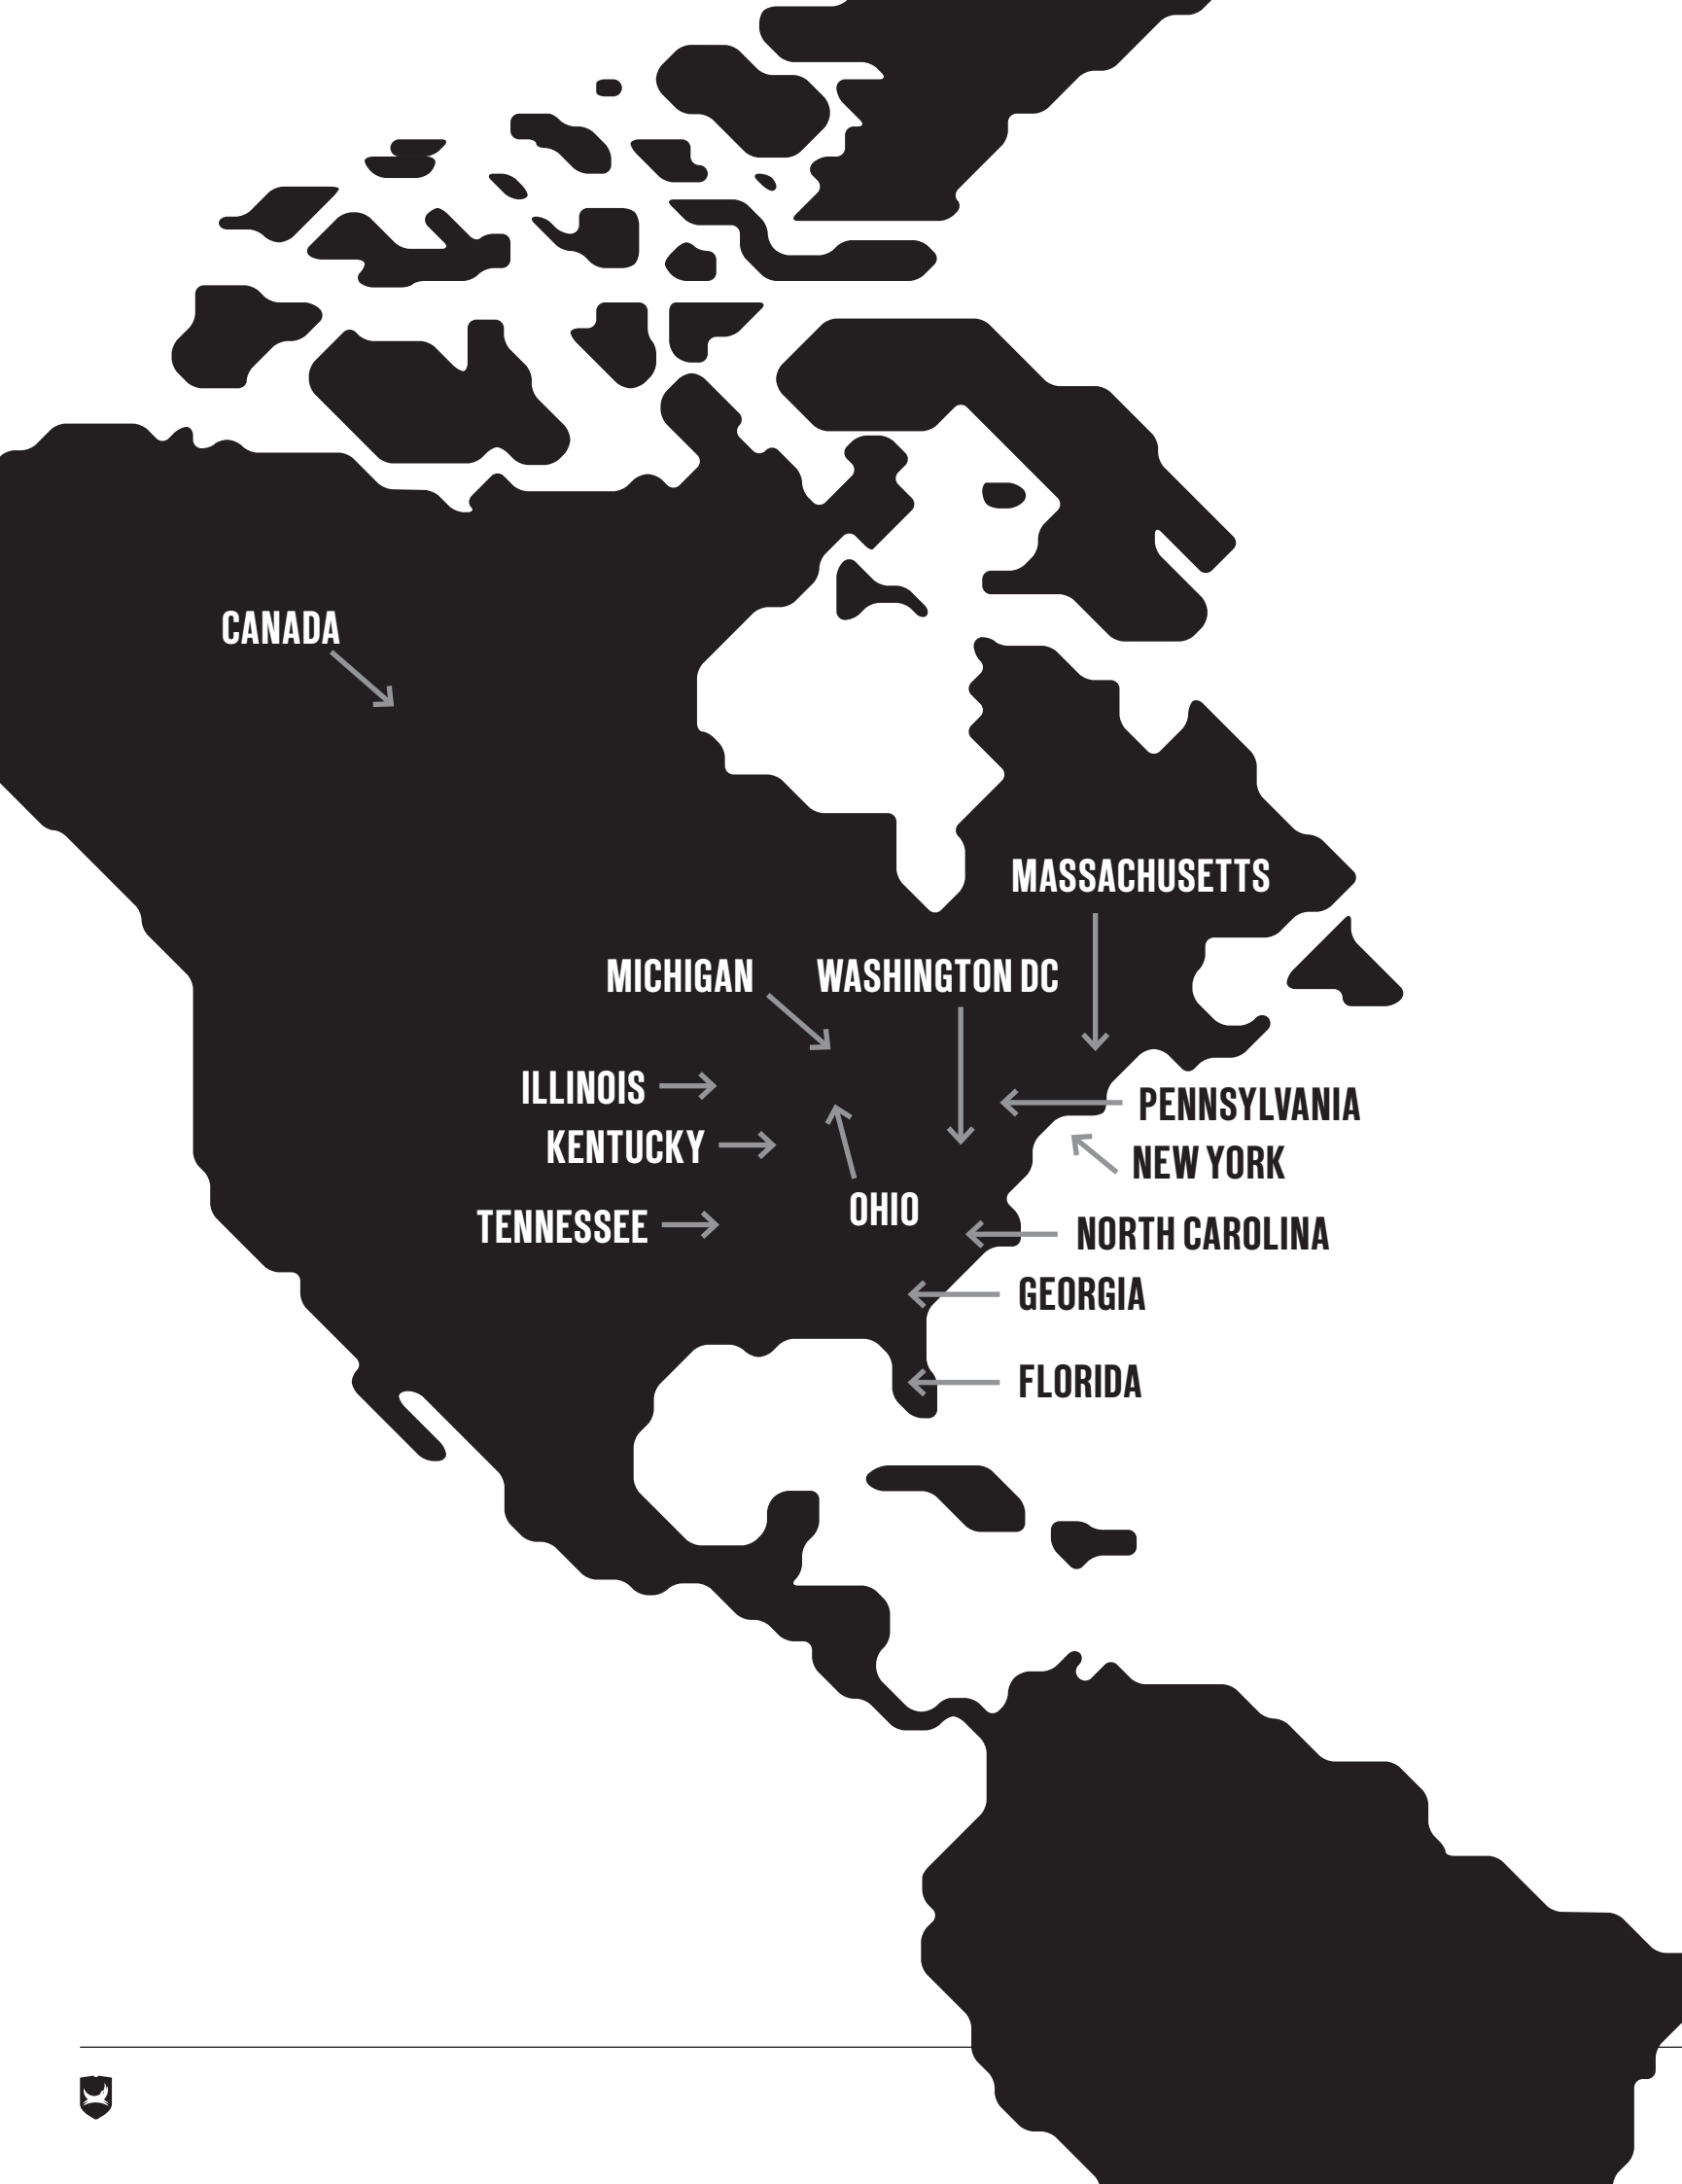 CANADA
MASSACHUSETTS
MICHIGAN
WASHINGTON DC
ILLINOIS
PENNSYLVANIA
KENTUCKY
NEW YORK
OHIO
TENNESSEE
NORTH CAROLINA
GEORGIA
FLORIDA